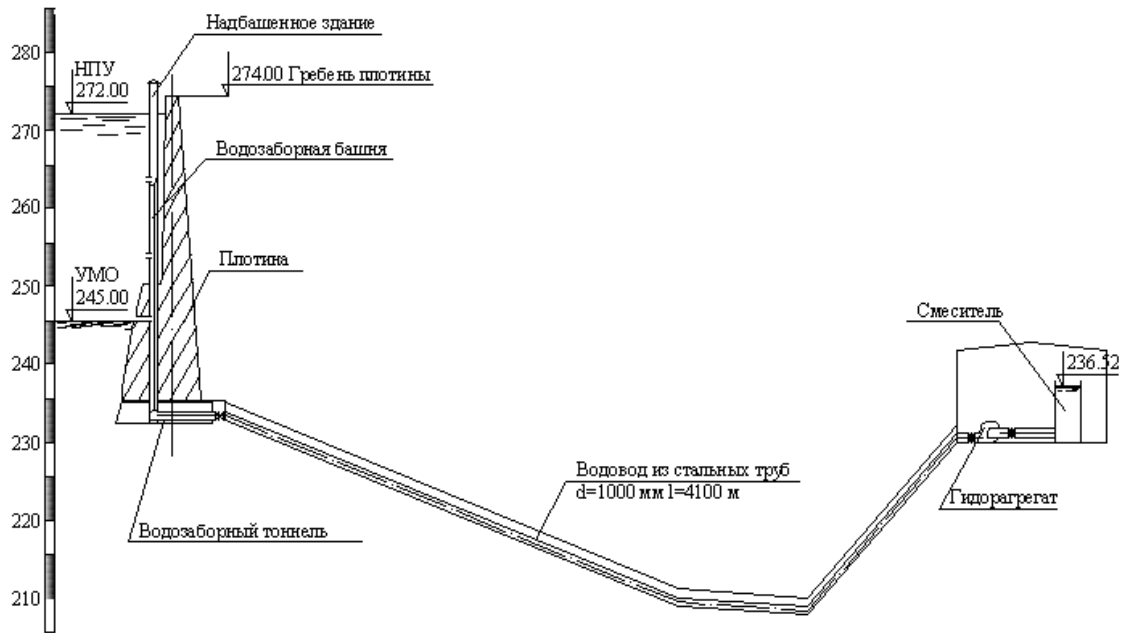 Надбашенное здание
280
НПУ
272.00
274.00 Гребень плотины
270
Водозаборная башня
260
Плотина
250
УМО
245.00
Смеситель
240
236.52
230
Водовод из стальных труб
d=1000 мм l=4100 м
Гидорагрегат
220
Водозаборный тоннель
210